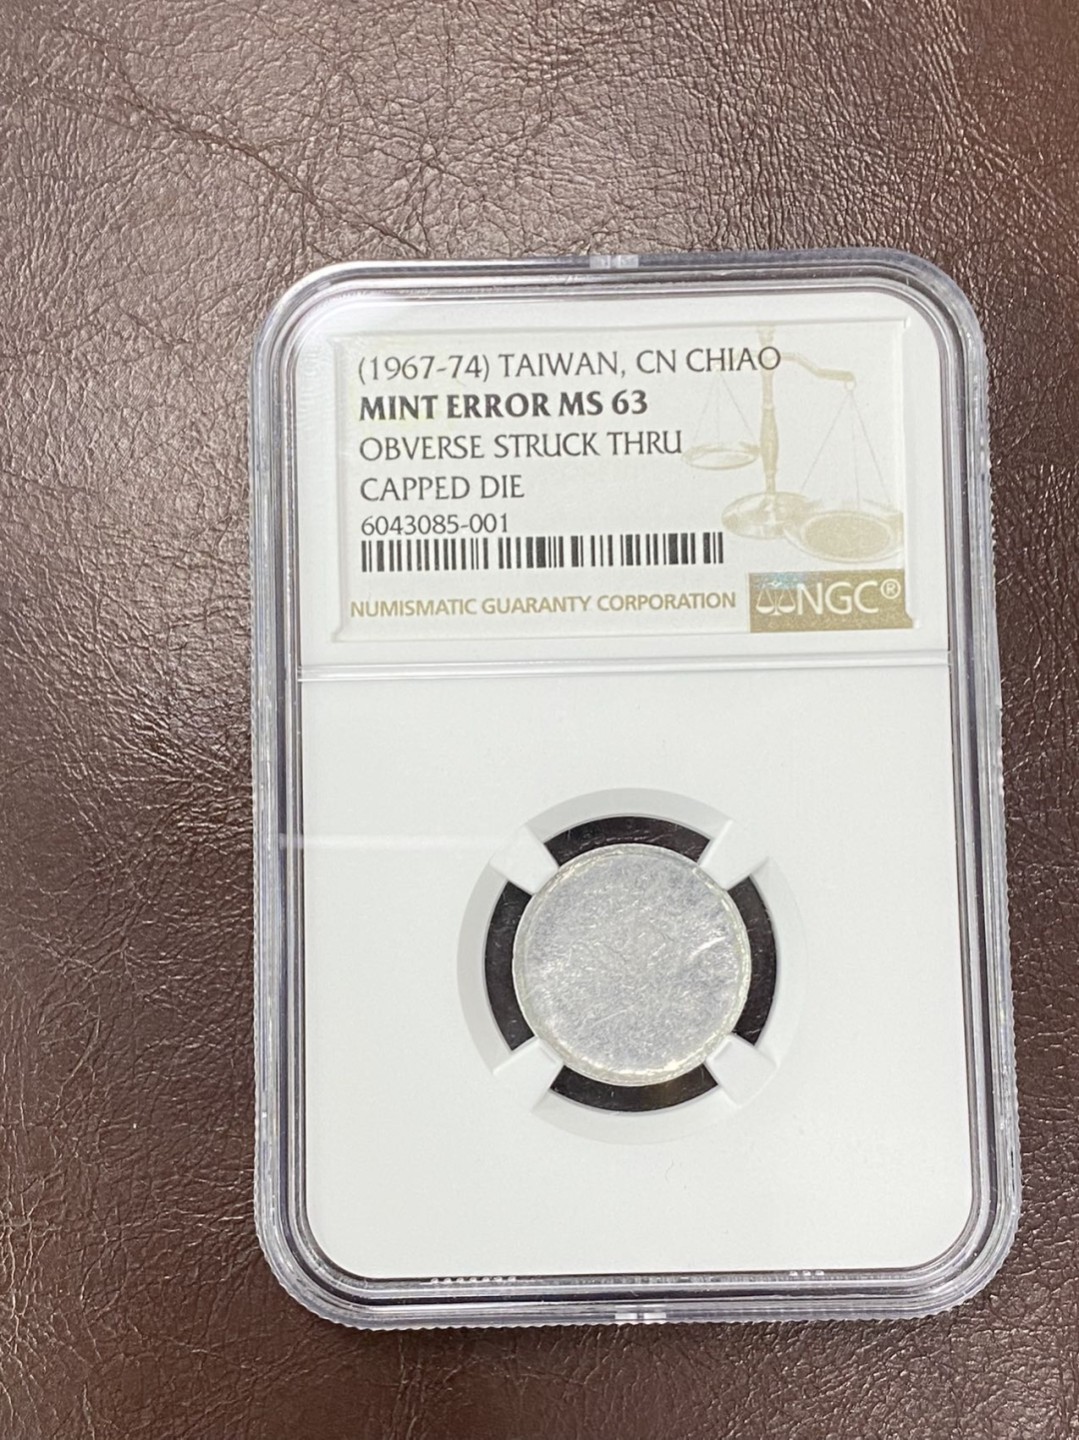 (1967-74) TAIWAN, CN CHIAO
MINT ERROR MS 63
OBVERSE STRUCK THRU
CAPPED DIE
6043085-001
NUMISMATIC GUARANTY CORPORATION
NGC®